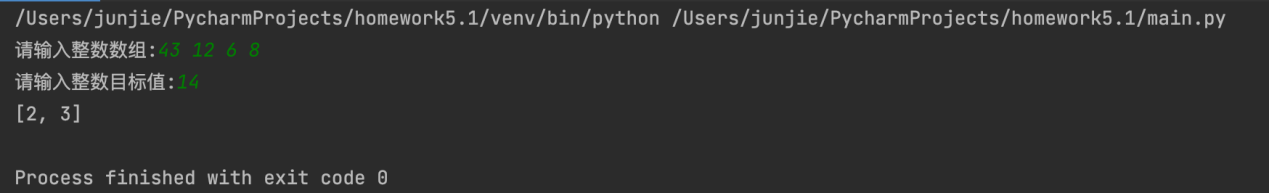 /Users/junjie/PycharmProjects/homework5.1/venv/bin/python /Users/junjie/PycharmProjects/homework5.1/main.py
请输入整数数组:43 12 6 8
请输入整数目标值:14
[2, 3]
Process finished with exit code 0